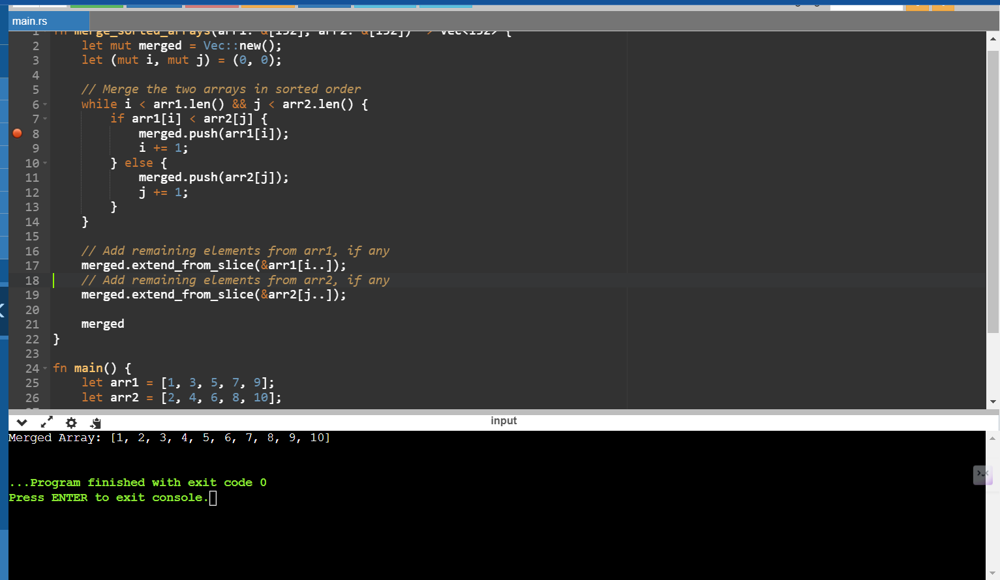 main.rs
1 fn merge_sorted_arrays(arr1: &[i32], arr2: &[i32]) -> Vec<i32> {
2     let mut merged = Vec::new();
3     let (mut i, mut j) = (0, 0);
4
5     // Merge the two arrays in sorted order
6     while i < arr1.len() && j < arr2.len() {
7         if arr1[i] < arr2[j] {
8             merged.push(arr1[i]);
9             i += 1;
10         } else {
11             merged.push(arr2[j]);
12             j += 1;
13         }
14     }
15
16     // Add remaining elements from arr1, if any
17     merged.extend_from_slice(&arr1[i..]);
18     // Add remaining elements from arr2, if any
19     merged.extend_from_slice(&arr2[j..]);
20
21     merged
22 }
23
24 fn main() {
25     let arr1 = [1, 3, 5, 7, 9];
26     let arr2 = [2, 4, 6, 8, 10];
input
Merged Array: [1, 2, 3, 4, 5, 6, 7, 8, 9, 10]
...Program finished with exit code 0
Press ENTER to exit console.